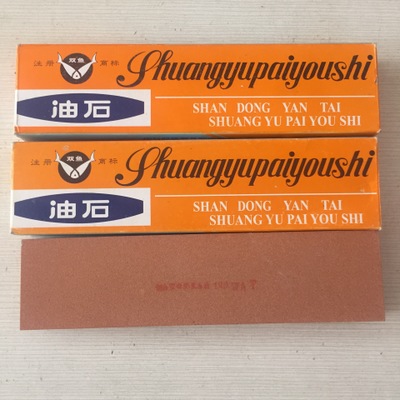 注册 双鱼 商标
Shuangyupaiyoushi
油石
SHAN DONG YAN TAI
SHUANG YU PAI YOU SHI
注册 双鱼 商标
Shuangyupaiyoushi
油石
SHAN DONG YAN TAI
SHUANG YU PAI YOU SHI